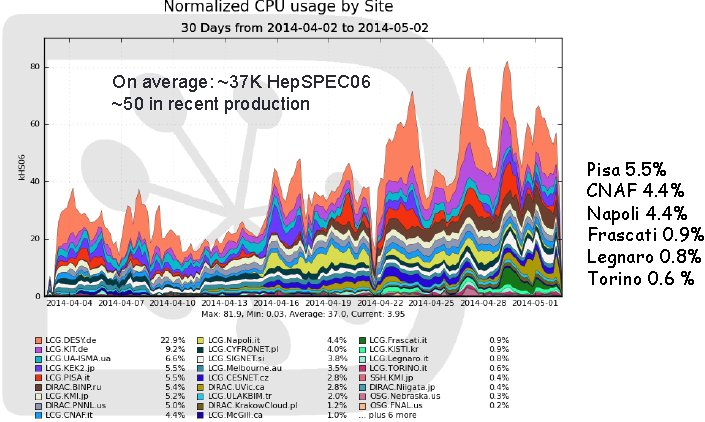 Normalized CPU usage by Site
30 Days from 2014-04-02 to 2014-05-02
On average: ~37K HepSPEC06
~50 in recent production
80
60
40
20
0
kHS06
2014-04-04 2014-04-07 2014-04-10 2014-04-13 2014-04-16 2014-04-19 2014-04-22 2014-04-25 2014-04-28 2014-05-01
Max: 81.9, Min: 0.03, Average: 37.0, Current: 3.95
Pisa 5.5%
CNAF 4.4%
Napoli 4.4%
Frascati 0.9%
Legnaro 0.8%
Torino 0.6 %
LCG.DESY.de 22.9% LCG.Napoli.it 4.4% LCG.Frascati.it 0.9%
LCG.KIT.de 9.2% LCG.CYFRONET.pl 4.0% LCG.KISTI.kr 0.9%
LCG.UA-ISMA.ua 6.6% LCG.SIGNET.si 3.8% LCG.Legnaro.it 0.8%
LCG.KEK2.jp 5.5% LCG.Melbourne.au 3.5% LCG.TORINO.it 0.6%
LCG.PISA.it 5.5% LCG.CESNET.cz 2.8% SSH.KMI.jp 0.4%
DIRAC.BINP.ru 5.4% DIRAC.UVic.ca 2.8% DIRAC.Niigata.jp 0.4%
LCG.KMI.jp 5.2% LCG.ULAKBIM.tr 2.0% OSG.Nebraska.us 0.3%
DIRAC.PNNL.us 5.0% DIRAC.KrakowCloud.pl 1.2% OSG.FNAL.us 0.2%
LCG.CNAF.it 4.4% LCG.McGill.ca 1.0% ... plus 6 more